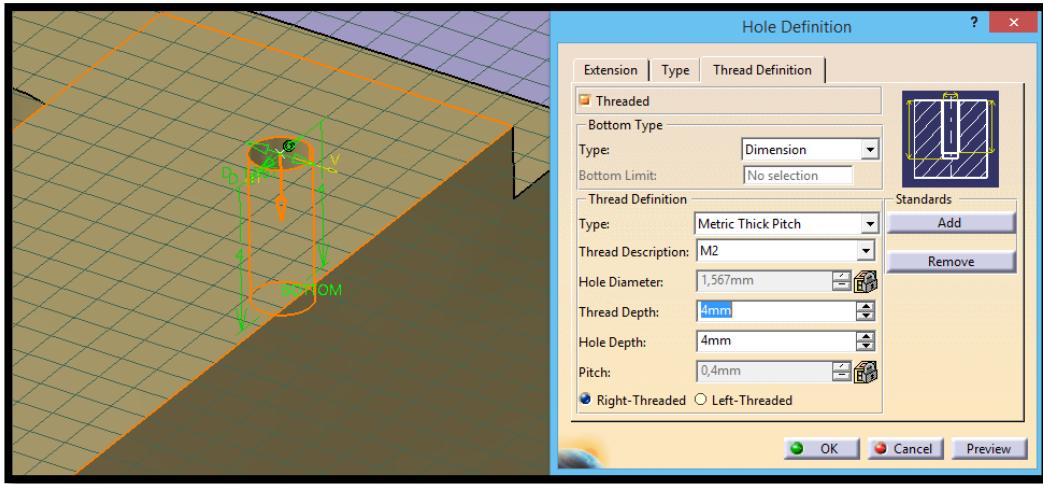 Hole Definition
? ×
Extension Type Thread Definition
Threaded
Bottom Type
Type: Dimension
Bottom Limit: No selection
Thread Definition
Type: Metric Thick Pitch
Thread Description: M2
Hole Diameter: 1,567mm
Thread Depth: 4mm
Hole Depth: 4mm
Pitch: 0,4mm
Right-Threaded Left-Threaded
Standards
Add
Remove
OK Cancel Preview
V
D
BOTTOM